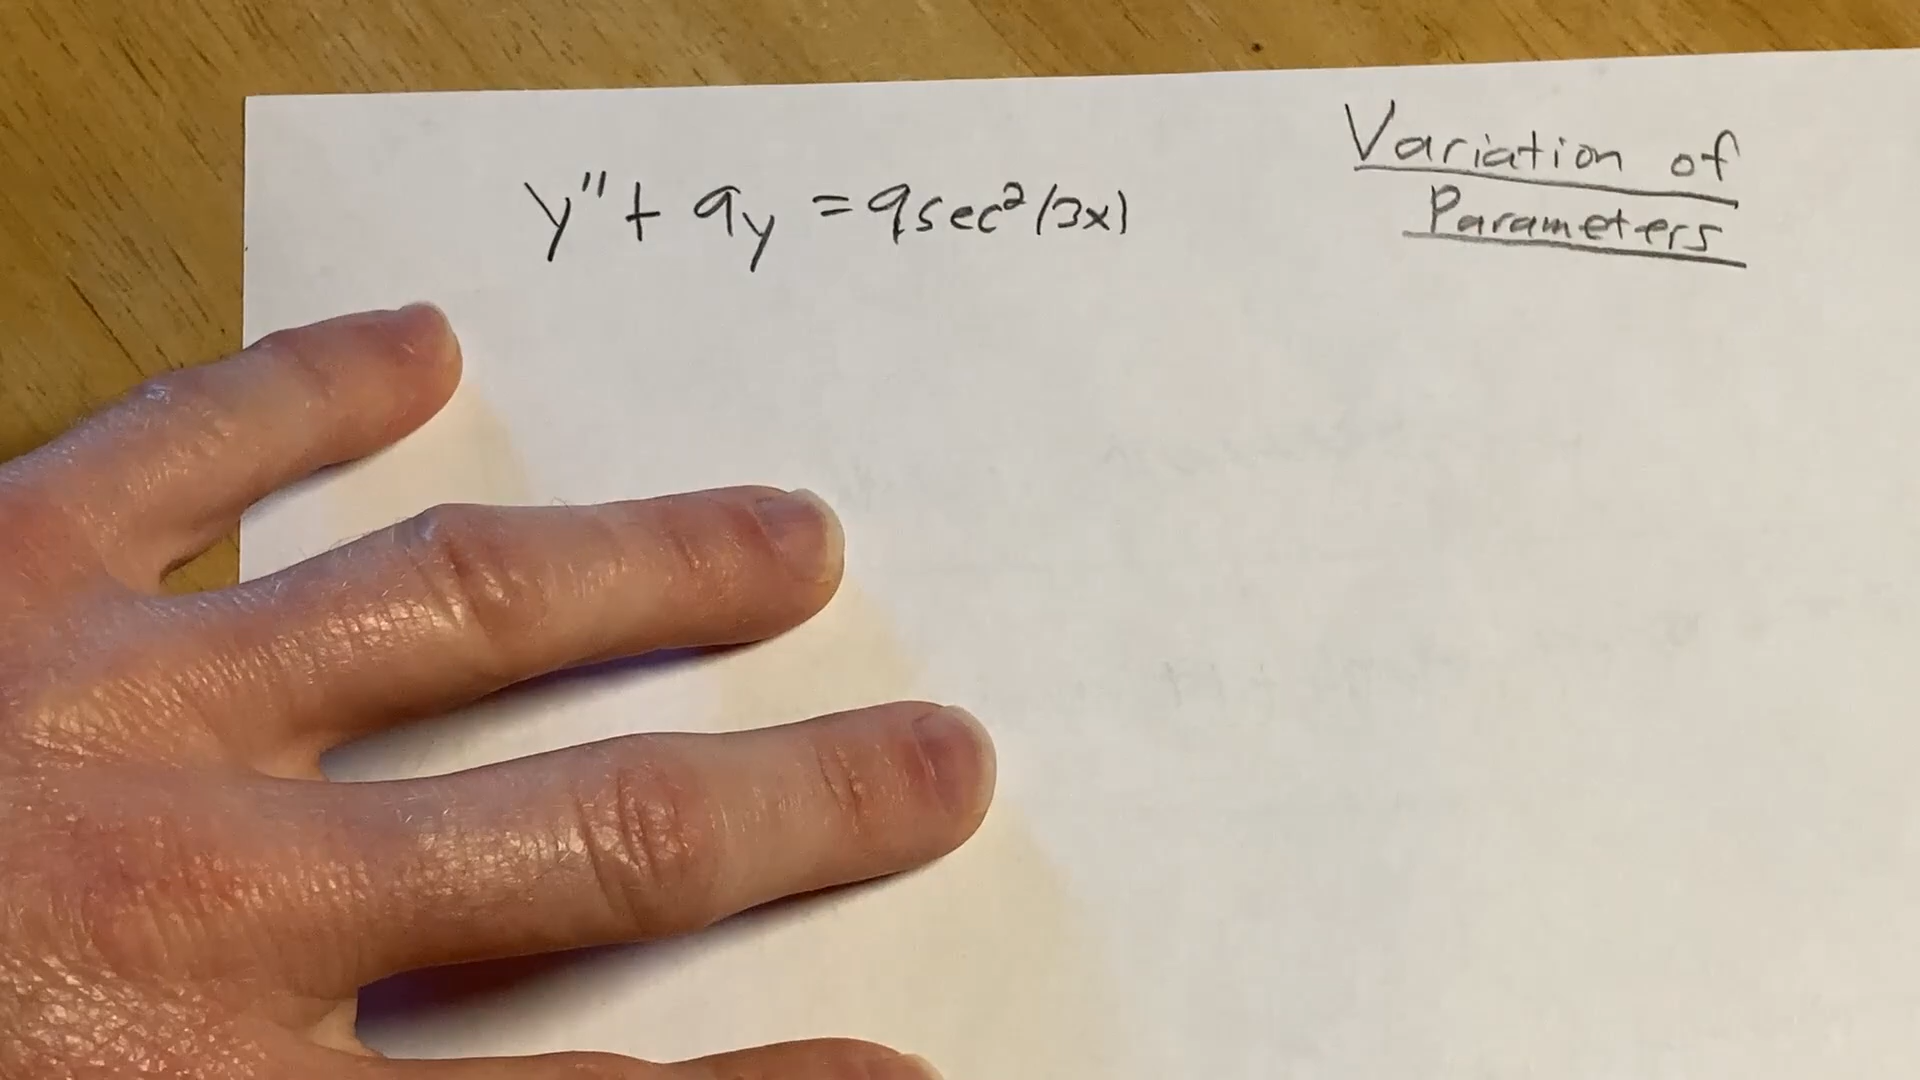 y'' + 9y = 9sec²(3x)
Variation of
Parameters